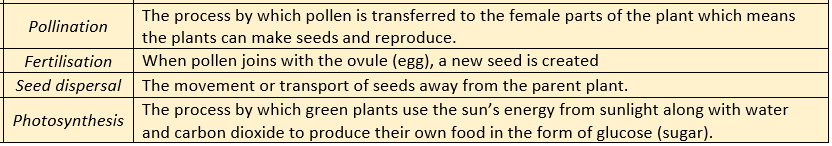 Pollination
The process by which pollen is transferred to the female parts of the plant which means
the plants can make seeds and reproduce.
Fertilisation
When pollen joins with the ovule (egg), a new seed is created
Seed dispersal
The movement or transport of seeds away from the parent plant.
Photosynthesis
The process by which green plants use the sun's energy from sunlight along with water
and carbon dioxide to produce their own food in the form of glucose (sugar).